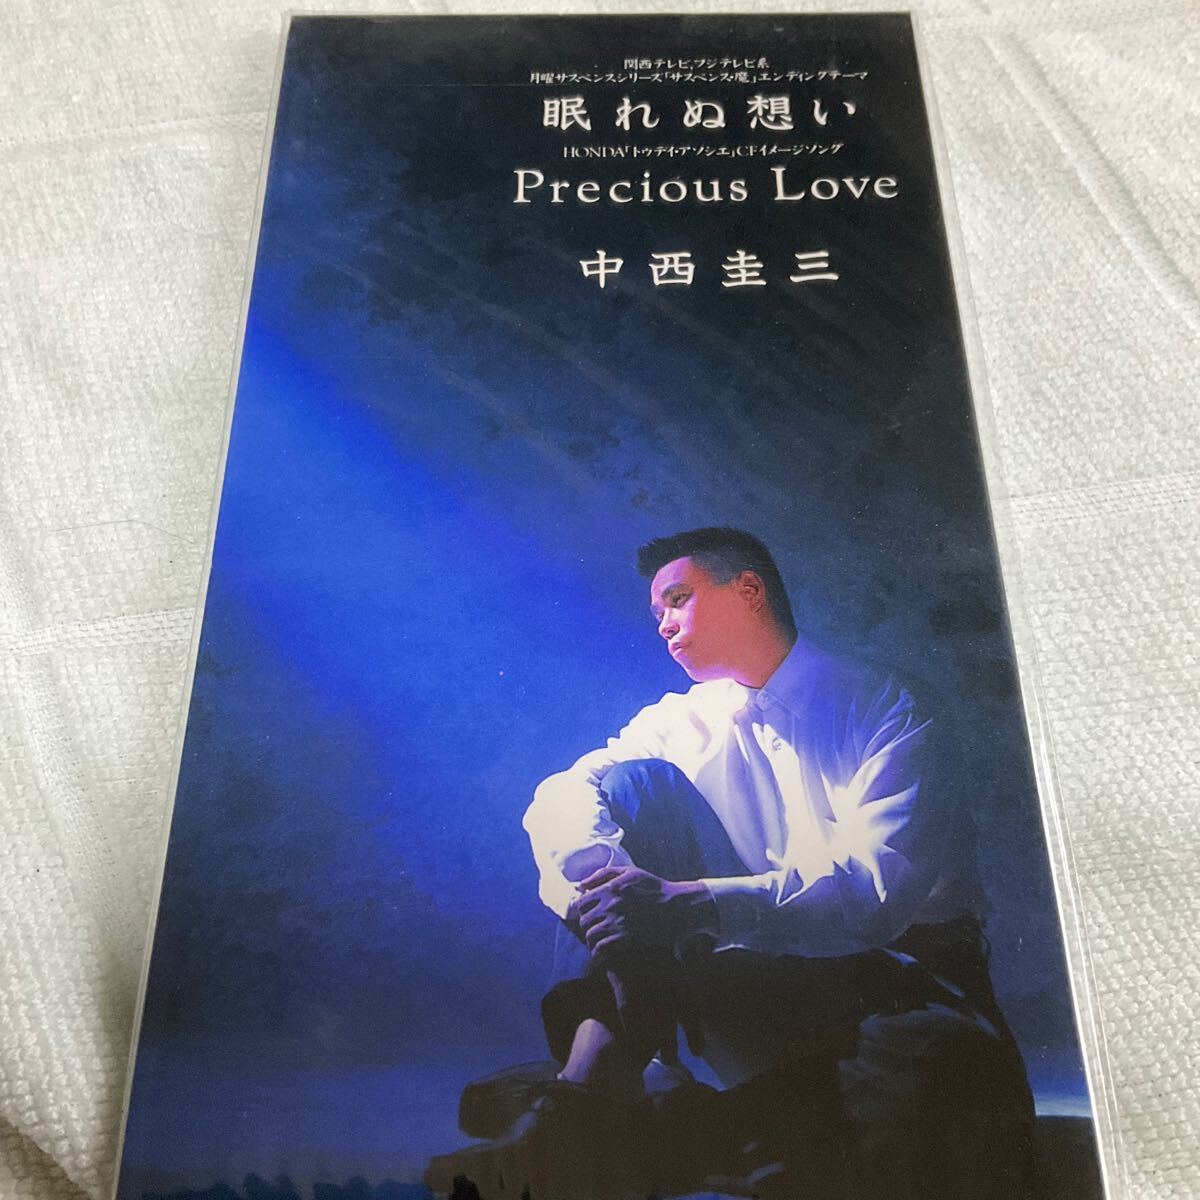 関西テレビ,フジテレビ系
月曜サスペンスシリーズ「サスペンス・魔」エンディングテーマ
眠れぬ想い
HONDA「トゥデイ・アソシエ」CFイメージソング
Precious Love
中西圭三